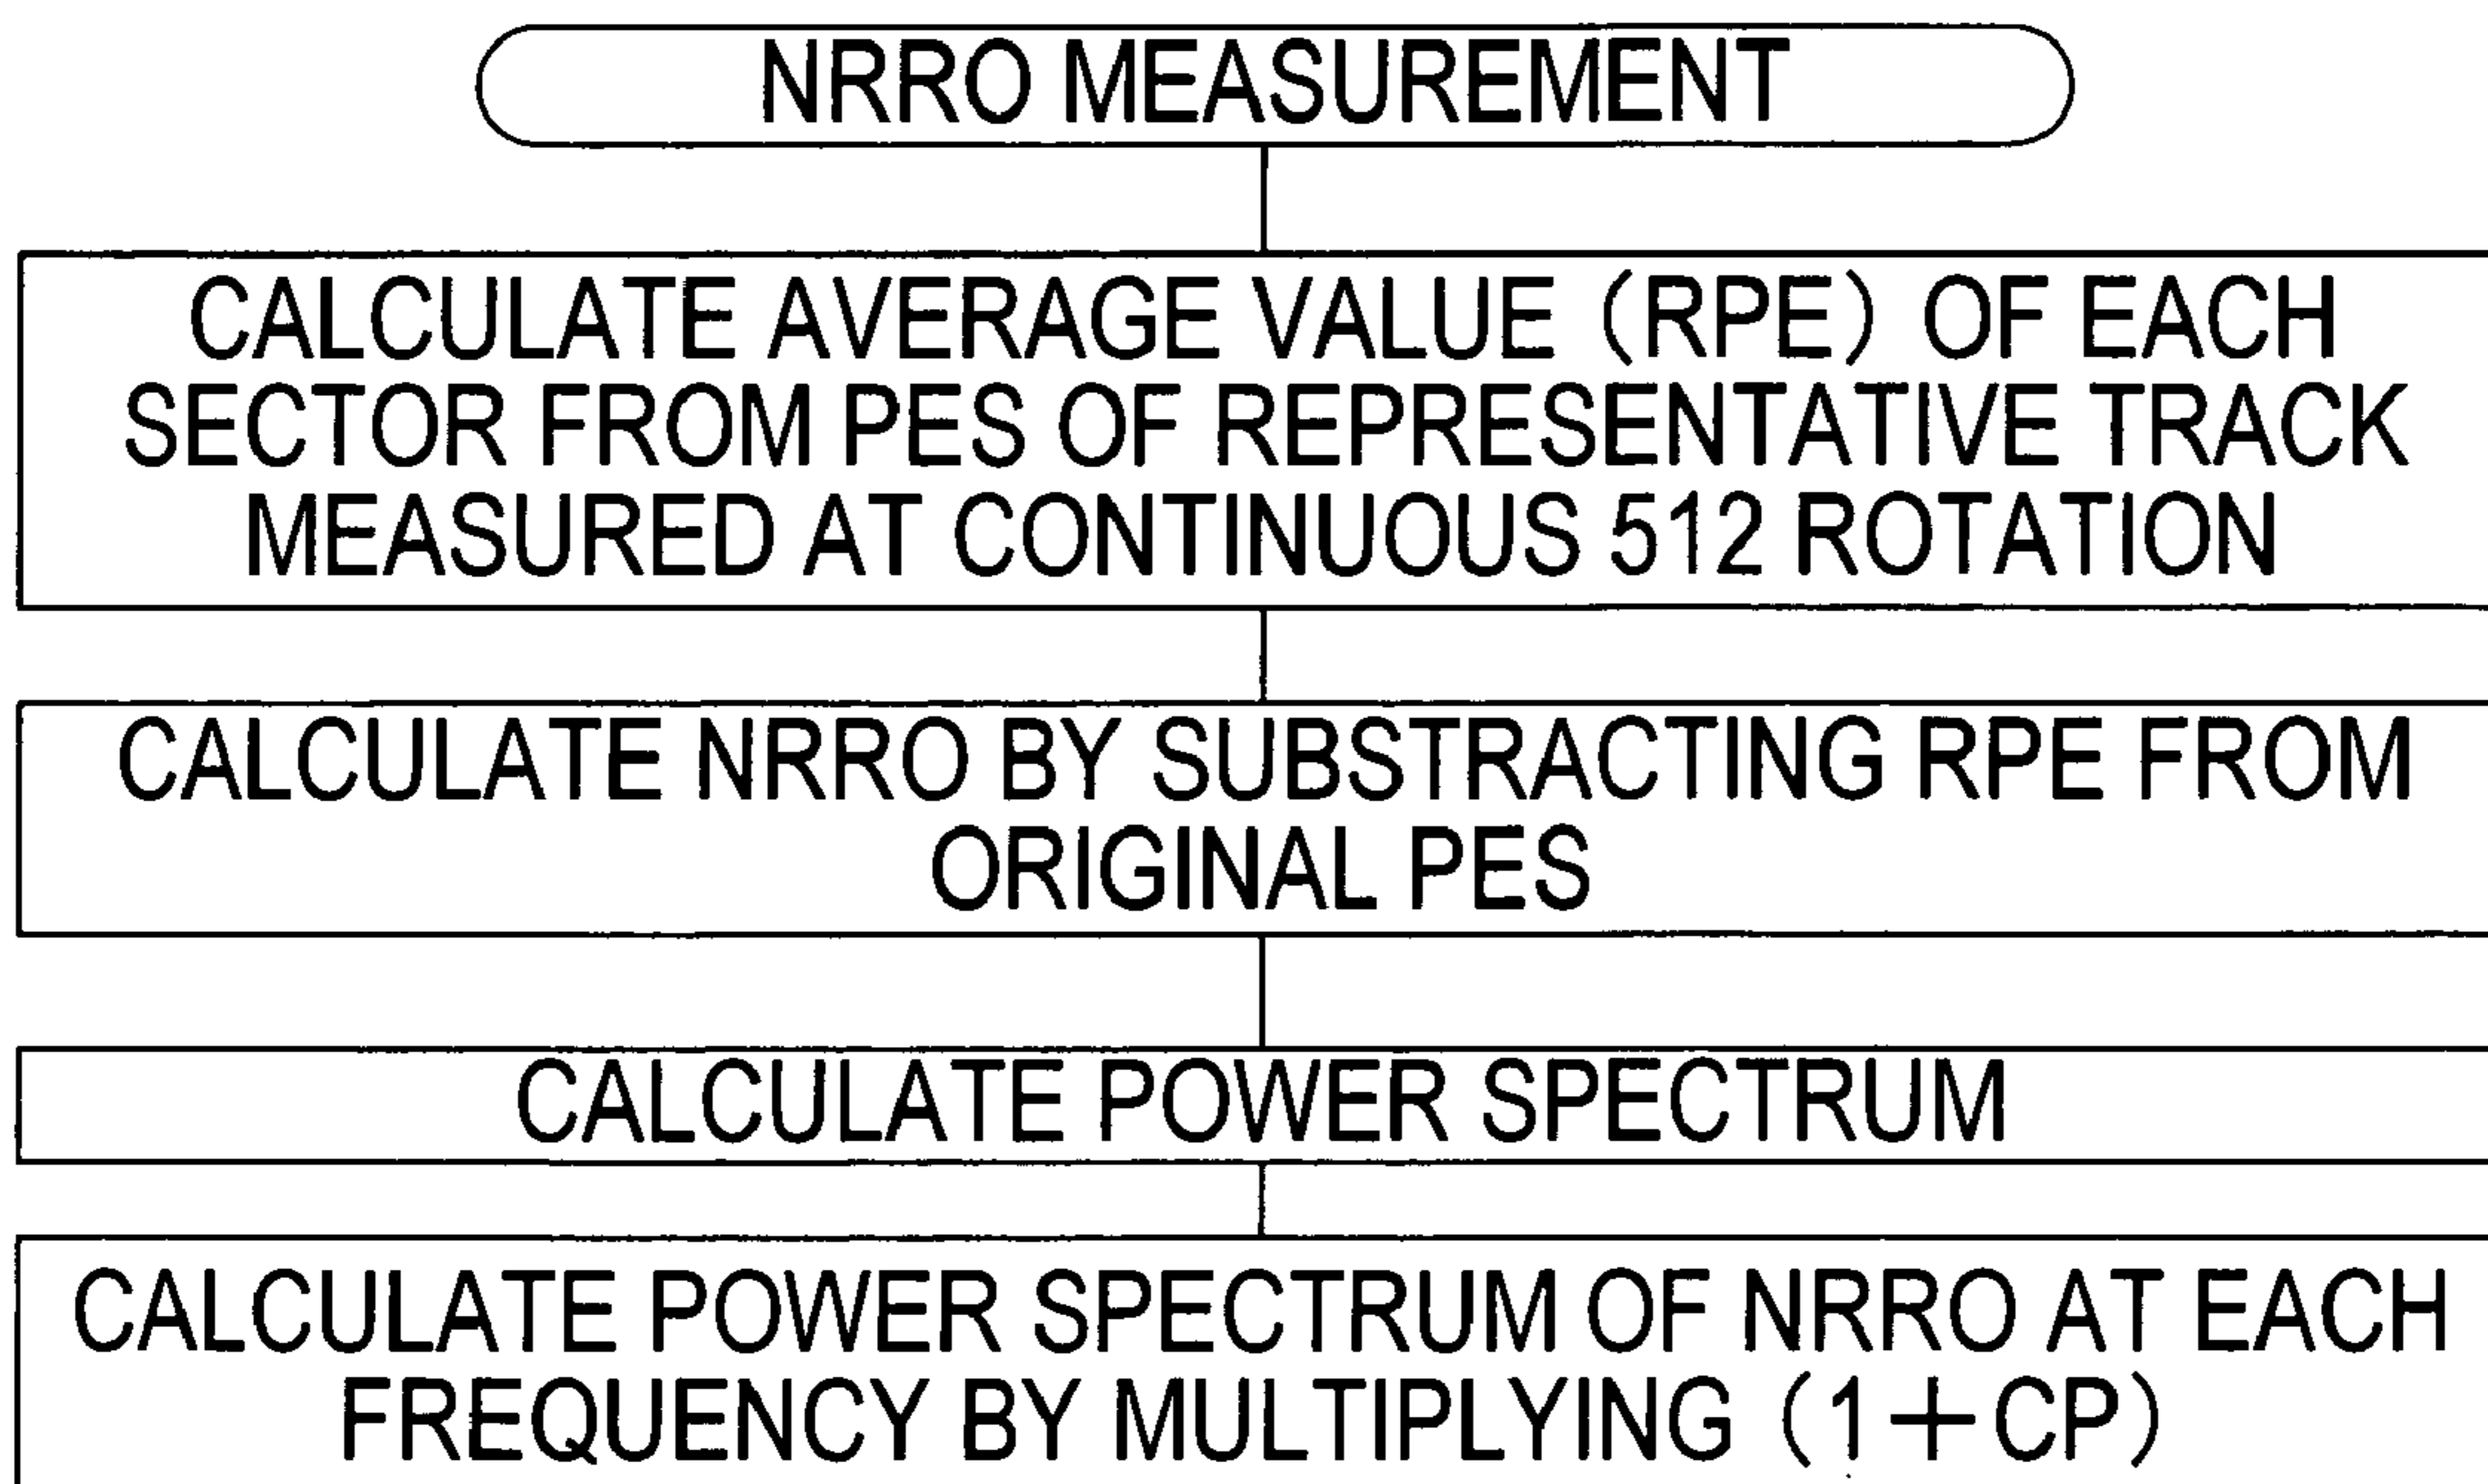 NRRO MEASUREMENT
CALCULATE AVERAGE VALUE (RPE) OF EACH
SECTOR FROM PES OF REPRESENTATIVE TRACK
MEASURED AT CONTINUOUS 512 ROTATION
CALCULATE NRRO BY SUBSTRACTING RPE FROM
ORIGINAL PES
CALCULATE POWER SPECTRUM
CALCULATE POWER SPECTRUM OF NRRO AT EACH
FREQUENCY BY MULTIPLYING (1+CP)